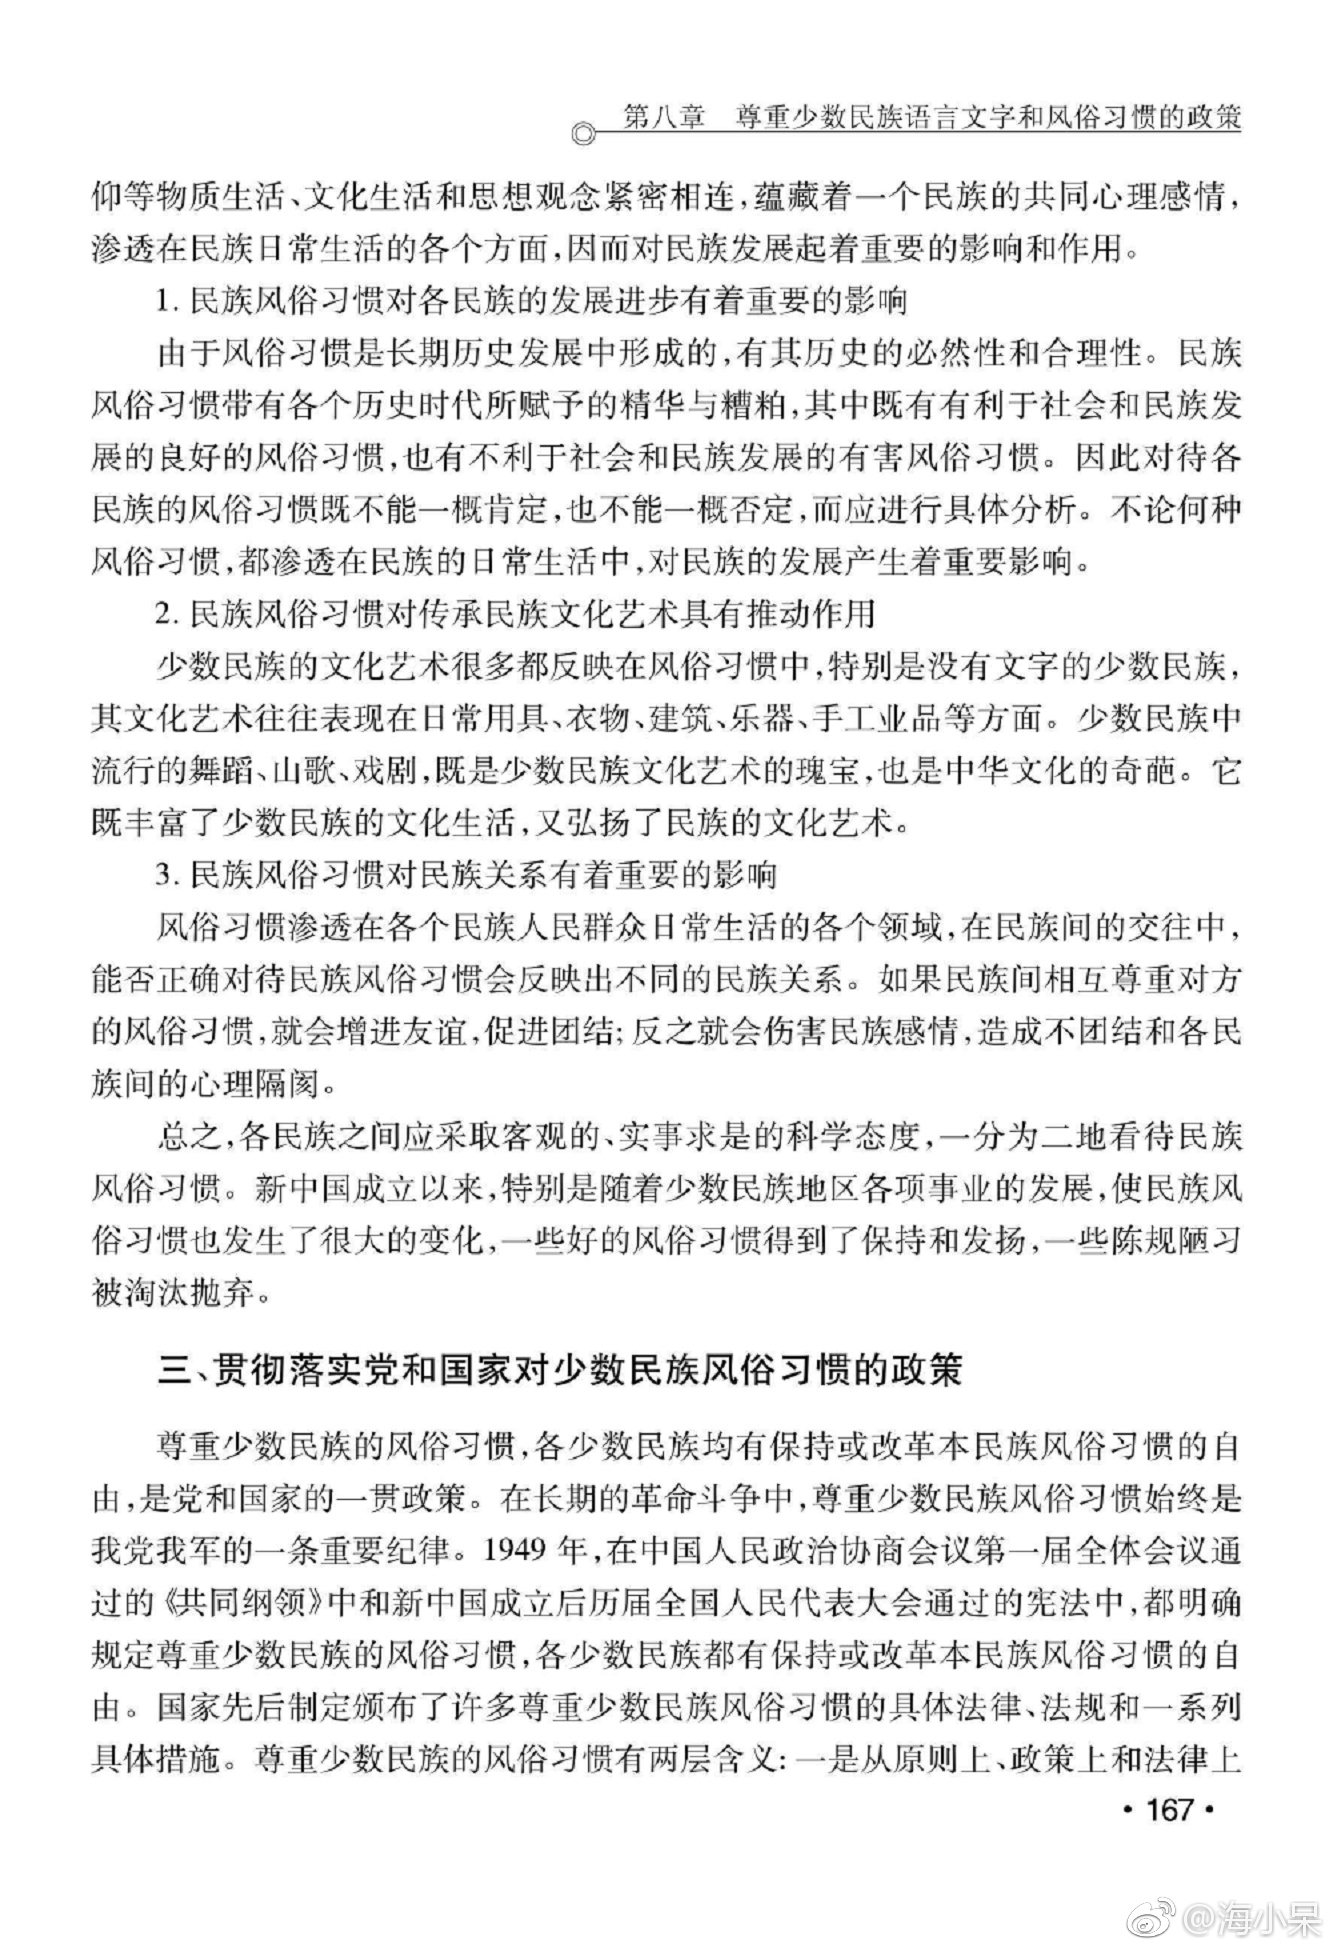 第八章　尊重少数民族语言文字和风俗习惯的政策
仰等物质生活、文化生活和思想观念紧密相连,蕴藏着一个民族的共同心理感情,
渗透在民族日常生活的各个方面,因而对民族发展起着重要的影响和作用。
1. 民族风俗习惯对各民族的发展进步有着重要的影响
由于风俗习惯是长期历史发展中形成的,有其历史的必然性和合理性。民族
风俗习惯带有各个历史时代所赋予的精华与糟粕,其中既有有利于社会和民族发
展的良好的风俗习惯,也有不利于社会和民族发展的有害风俗习惯。因此对待各
民族的风俗习惯既不能一概肯定,也不能一概否定,而应进行具体分析。不论何种
风俗习惯,都渗透在民族的日常生活中,对民族的发展产生着重要影响。
2. 民族风俗习惯对传承民族文化艺术具有推动作用
少数民族的文化艺术很多都反映在风俗习惯中,特别是没有文字的少数民族,
其文化艺术往往表现在日常用具、衣物、建筑、乐器、手工业品等方面。少数民族中
流行的舞蹈、山歌、戏剧,既是少数民族文化艺术的瑰宝,也是中华文化的奇葩。它
既丰富了少数民族的文化生活,又弘扬了民族的文化艺术。
3. 民族风俗习惯对民族关系有着重要的影响
风俗习惯渗透在各个民族人民群众日常生活的各个领域,在民族间的交往中,
能否正确对待民族风俗习惯会反映出不同的民族关系。如果民族间相互尊重对方
的风俗习惯,就会增进友谊,促进团结;反之就会伤害民族感情,造成不团结和各民
族间的心理隔阂。
总之,各民族之间应采取客观的、实事求是的科学态度,一分为二地看待民族
风俗习惯。新中国成立以来,特别是随着少数民族地区各项事业的发展,使民族风
俗习惯也发生了很大的变化,一些好的风俗习惯得到了保持和发扬,一些陈规陋习
被淘汰抛弃。
三、贯彻落实党和国家对少数民族风俗习惯的政策
尊重少数民族的风俗习惯,各少数民族均有保持或改革本民族风俗习惯的自
由,是党和国家的一贯政策。在长期的革命斗争中,尊重少数民族风俗习惯始终是
我党我军的一条重要纪律。1949 年,在中国人民政治协商会议第一届全体会议通
过的《共同纲领》中和新中国成立后历届全国人民代表大会通过的宪法中,都明确
规定尊重少数民族的风俗习惯,各少数民族都有保持或改革本民族风俗习惯的自
由。国家先后制定颁布了许多尊重少数民族风俗习惯的具体法律、法规和一系列
具体措施。尊重少数民族的风俗习惯有两层含义:一是从原则上、政策上和法律上
· 167 ·
@海小呆